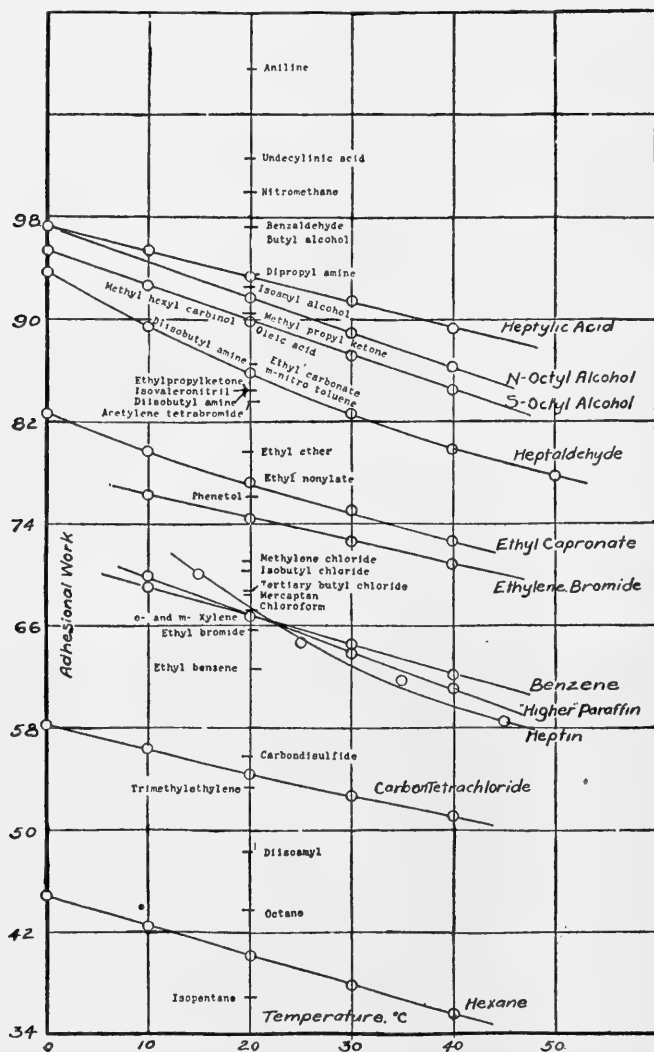 Aniline
Undecylinic acid
Nitromethane
98
Benzaldehyde
Butyl alcohol
Dipropyl amine
Isoamyl alcohol
Methyl hexyl carbinol
Methyl propyl ketone
90
Heptylic Acid
Oleic acid
Diisobutyl amine
Ethyl carbonate
m-nitro toluene
N-Octyl Alcohol
Ethylpropylketone
Isovaleronitril
Diisobutyl amine
Acetylene tetrabromide
S-Octyl Alcohol
82
Heptaldehyde
Ethyl ether
Ethyl nonylate
Phenetol
74
Ethyl Capronate
Ethylene Bromide
Methylene chloride
Isobutyl chloride
Tertiary butyl chloride
Mercaptan
Chloroform
o- and m- Xylene
66
Ethyl bromide
Adhesional Work
Ethyl benzene
Benzene
"Higher" Paraffin
Heptin
58
Carbondisulfide
Trimethylethylene
Carbon Tetrachloride
50
Diisoamyl
Octane
42
Isopentane
Hexane
Temperature, °C
34
0 10 20 30 40 50